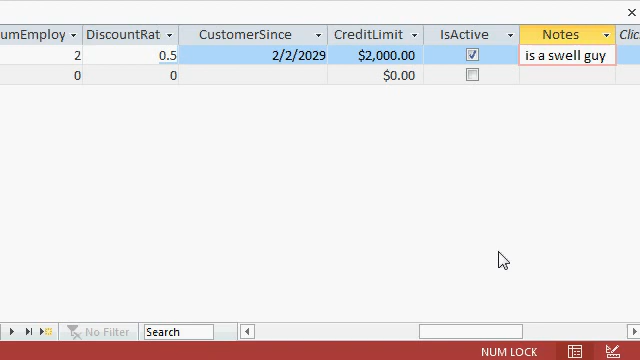 umEmploy DiscountRat CustomerSince CreditLimit IsActive Notes Clic
2 0.5 2/2/2029 $2,000.00 is a swell guy
0 0 $0.00
No Filter Search
NUM LOCK